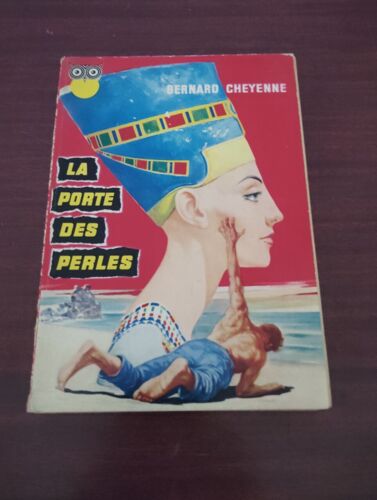 BERNARD CHEYENNE
LA
PORTE
DES
PERLES